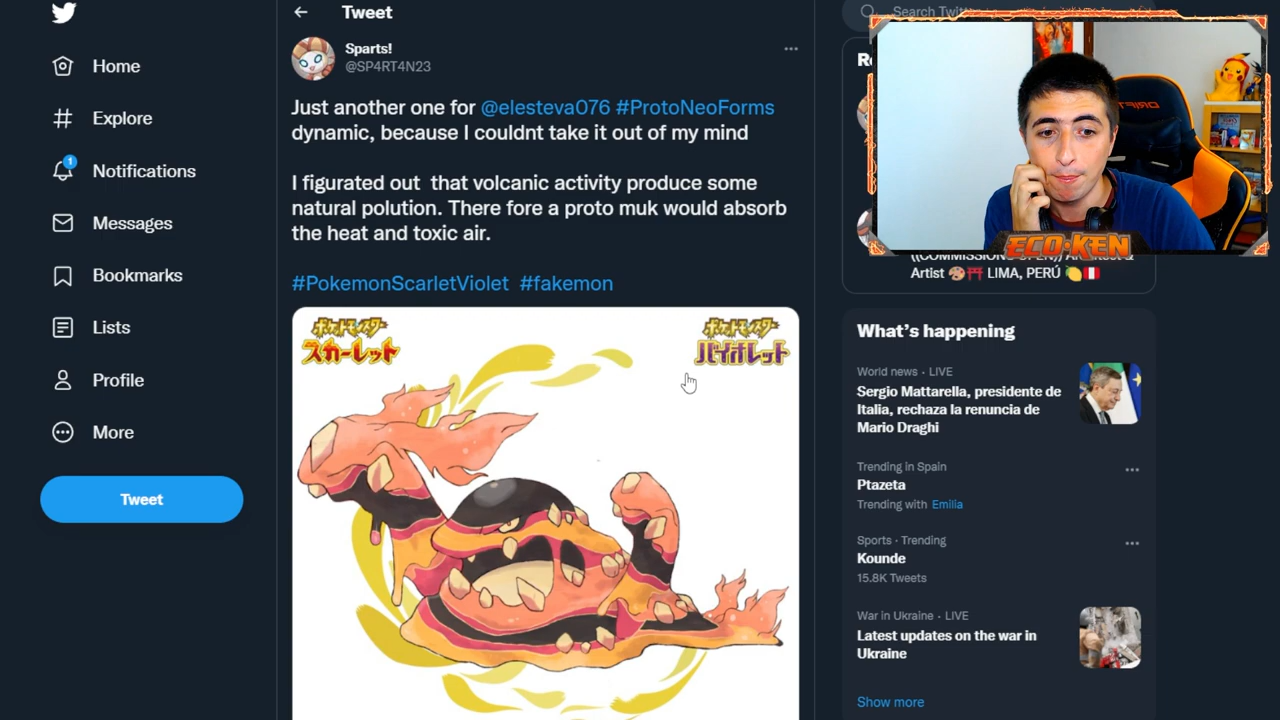 Home
Explore
1
Notifications
Messages
Bookmarks
Lists
Profile
More
Tweet
Tweet
Sparts!
@SP4RT4N23
Just another one for @elesteva076 #ProtoNeoForms
dynamic, because I couldnt take it out of my mind
I figurated out that volcanic activity produce some
natural polution. There fore a proto muk would absorb
the heat and toxic air.
#PokemonScarletViolet #fakemon
ポケットモンスター
スカーレット
ポケットモンスター
バイオレット
Search Twitter
DRIFT
ECO-KEN
Artist 🎨⛩️ LIMA, PERÚ 🍋🇵🇪
What's happening
World news · LIVE
Sergio Mattarella, presidente de
Italia, rechaza la renuncia de
Mario Draghi
Trending in Spain
Ptazeta
Trending with Emilia
Sports · Trending
Kounde
15.8K Tweets
War in Ukraine · LIVE
Latest updates on the war in
Ukraine
Show more